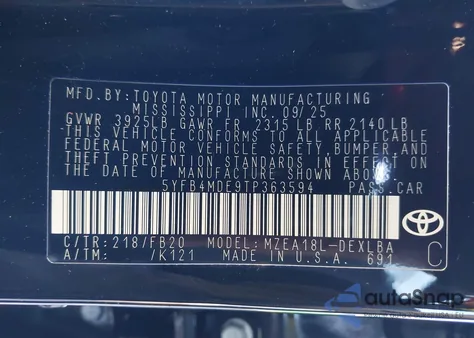 MFD.BY:TOYOTA MOTOR MANUFACTURING
MISSISSIPPI INC. 09/25
GVWR 3925LB GAWR FR 2315 LB RR 2140 LB
THIS VEHICLE CONFORMS TO ALL APPLICABLE
FEDERAL MOTOR VEHICLE SAFETY, BUMPER,AND
THEFT PREVENTION STANDARDS IN EFFECT ON
THE DATE OF MANUFACTURE SHOWN ABOVE.
5YFB4MDE9TP363594 PASS.CAR
C/TR:218/FB20 MODEL:MZEA18L-DEXLBA
A/TM: /K121 MADE IN U.S.A. 691
C
autoSnap